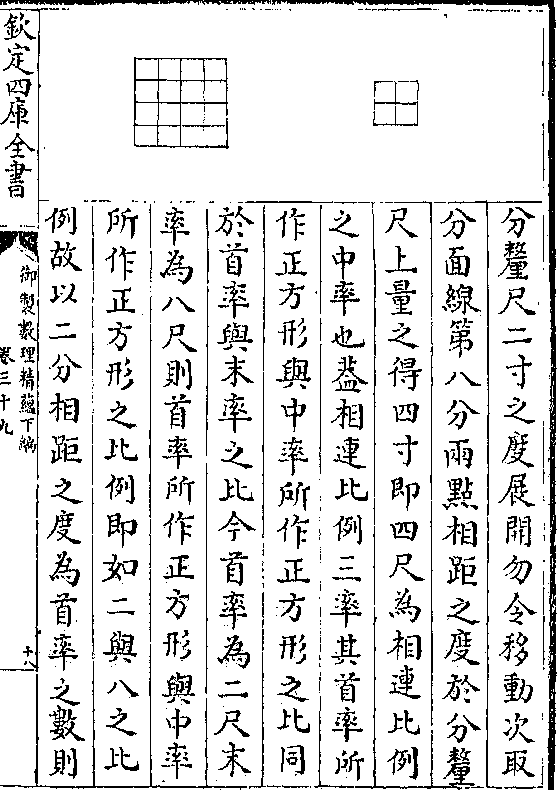 分釐尺二寸之度展開勿令移動次取
分面線第八分兩點相距之度於分釐
尺上量之得四寸即四尺為相連比例
之中率也葢相連比例三率其首率所
作正方形與中率所作正方形之比同
於首率與末率之比今首率為二尺末
率為八尺則首率所作正方形與中率
所作正方形之比例即如二與八之比
例故以二分相距之度為首率之數則
欽定四庫全書
御製數理精蘊下編
卷三十九
十八